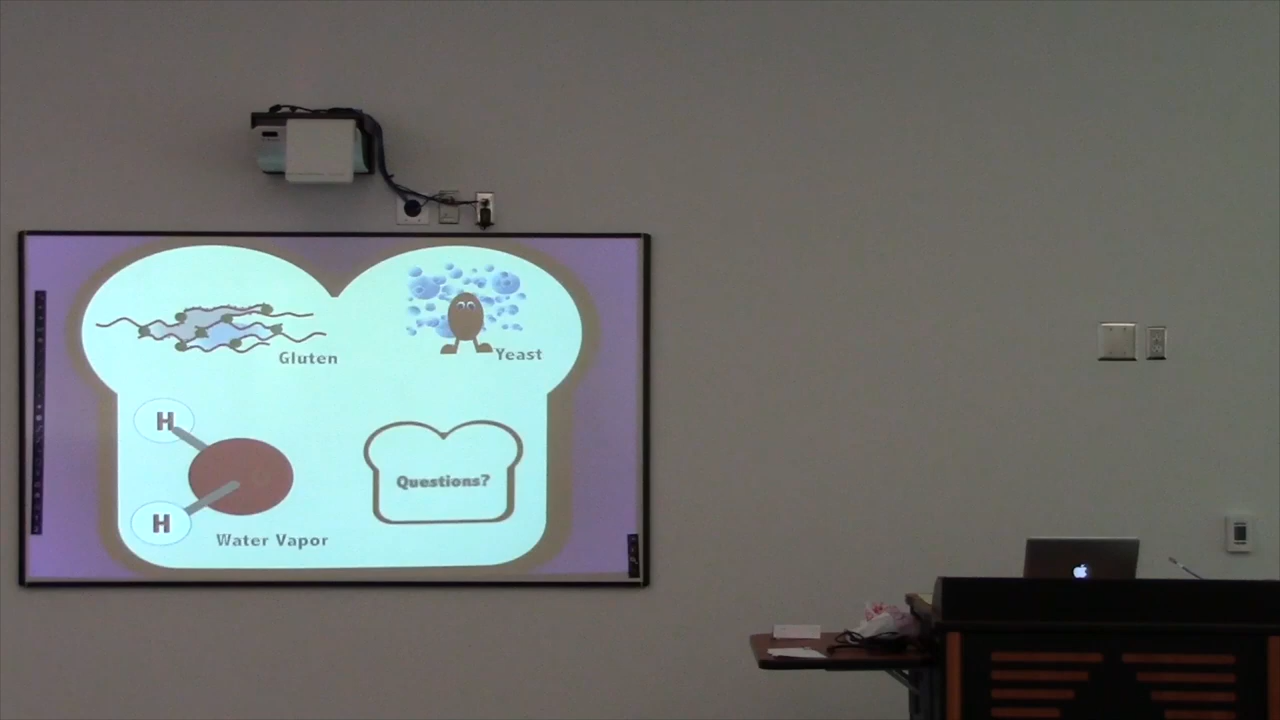 Gluten
Yeast
H
H
Water Vapor
Questions?